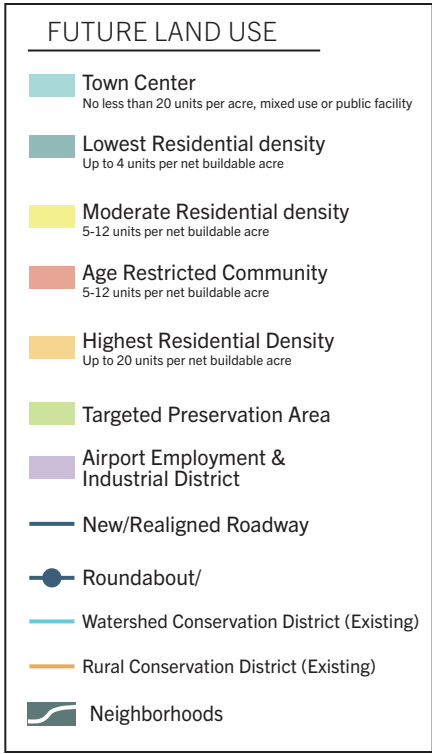 FUTURE LAND USE
Town Center
No less than 20 units per acre, mixed use or public facility
Lowest Residential density
Up to 4 units per net buildable acre
Moderate Residential density
5-12 units per net buildable acre
Age Restricted Community
5-12 units per net buildable acre
Highest Residential Density
Up to 20 units per net buildable acre
Targeted Preservation Area
Airport Employment &
Industrial District
New/Realigned Roadway
Roundabout/
Watershed Conservation District (Existing)
Rural Conservation District (Existing)
Neighborhoods